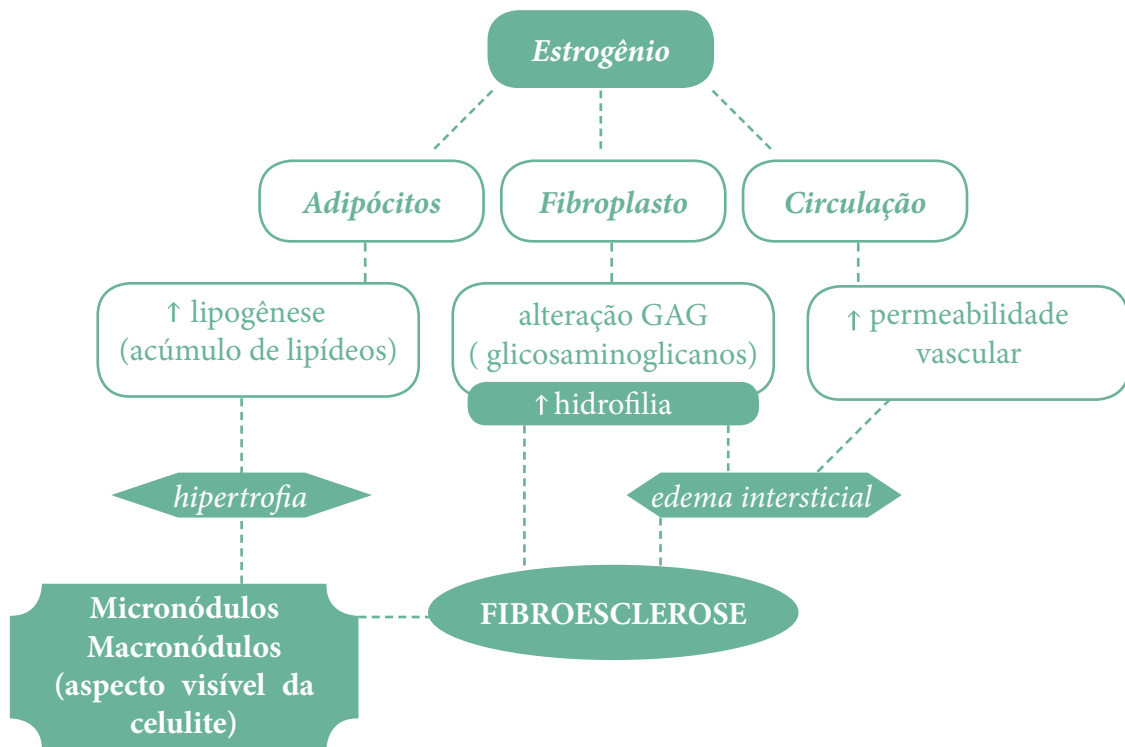 Estrogênio
Adipócitos
Fibroplasto
Circulação
↑ lipogênese
(acúmulo de lipídeos)
alteração GAG
( glicosaminoglicanos)
↑ hidrofilia
↑ permeabilidade
vascular
hipertrofia
edema intersticial
Micronódulos
Macronódulos
(aspecto visível da
celulite)
FIBROESCLEROSE